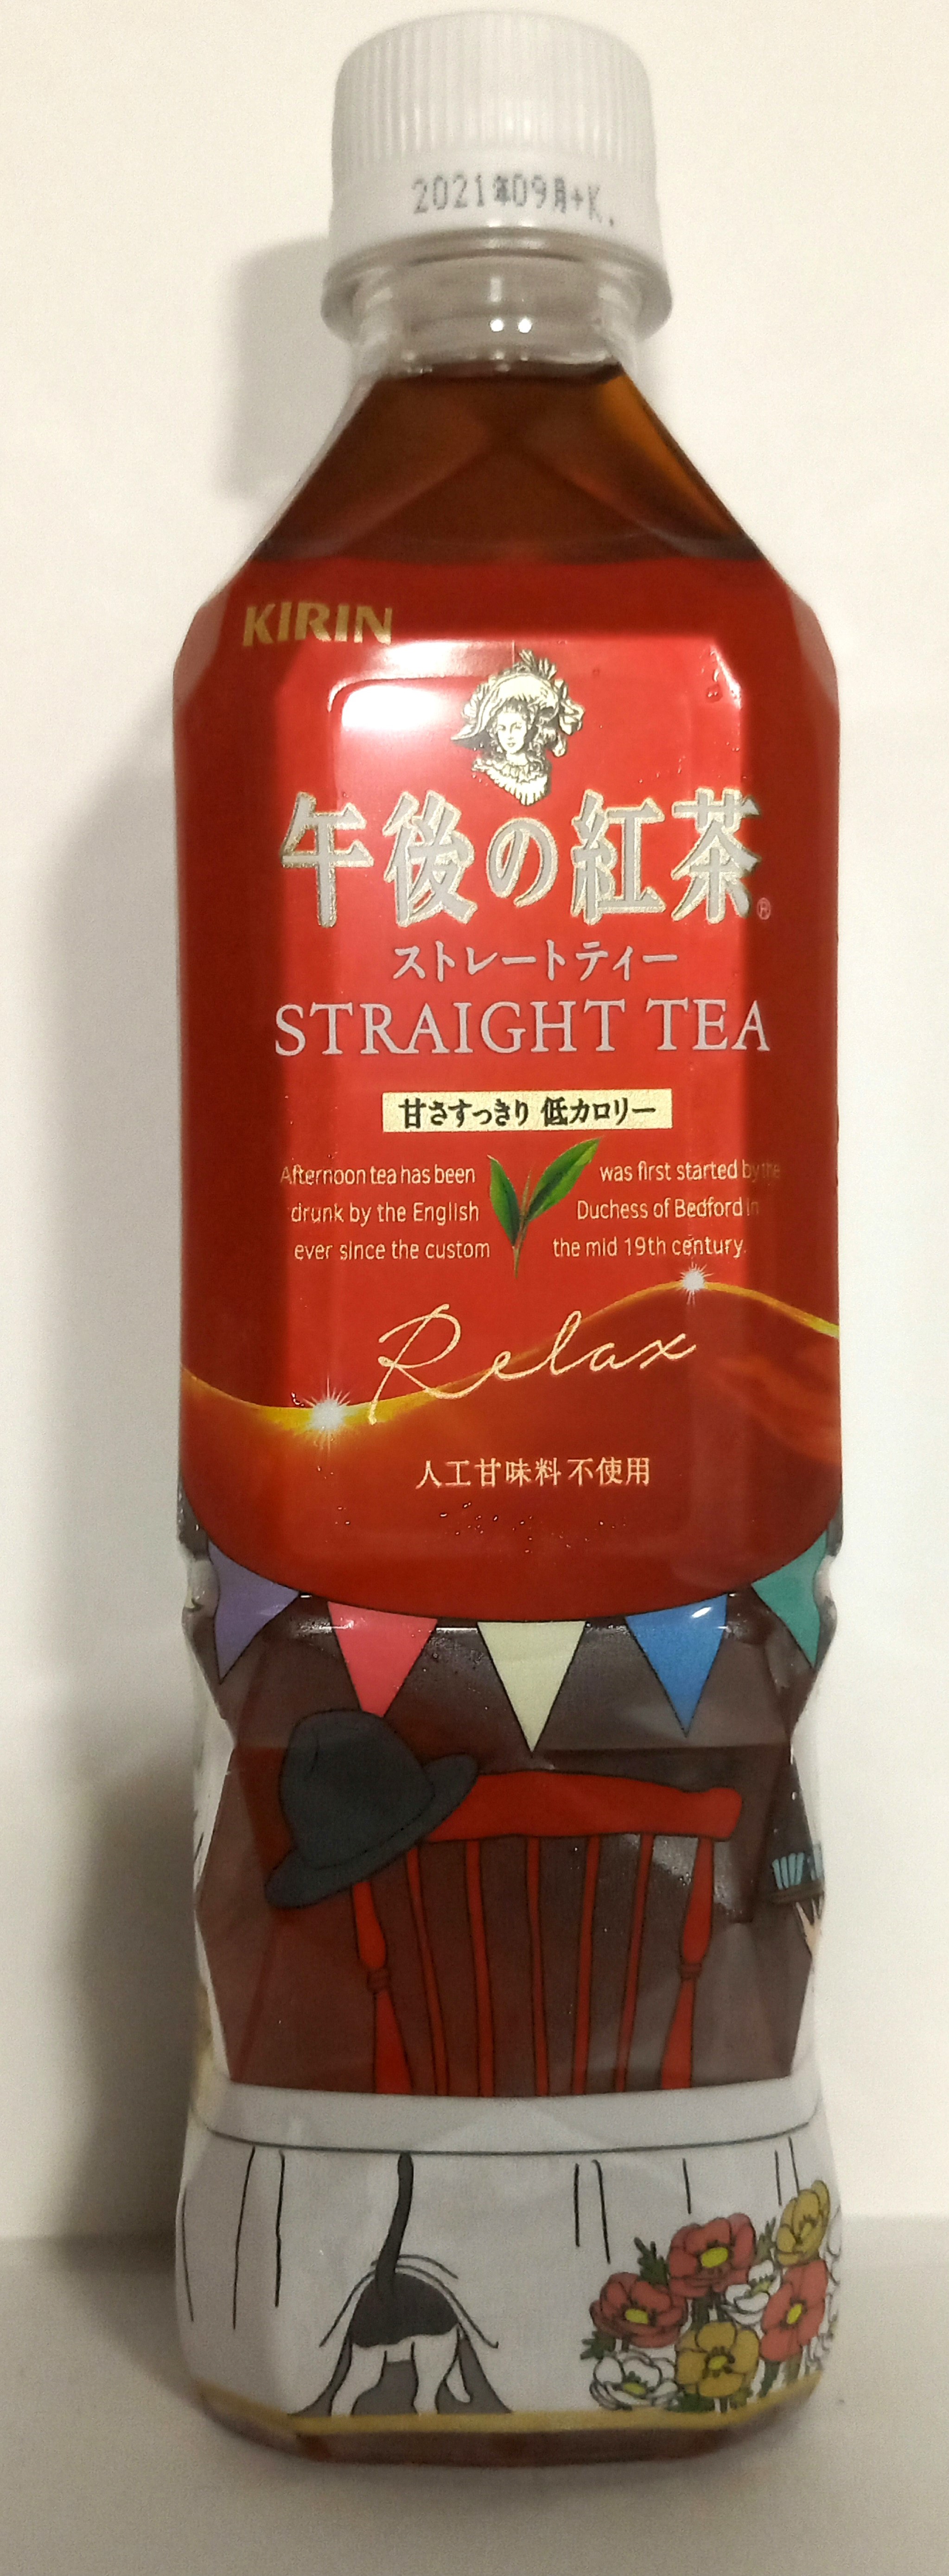 2021年09月+K.
KIRIN
午後の紅茶®
ストレートティー
STRAIGHT TEA
甘さすっきり 低カロリー
Afternoon tea has been
drunk by the English
ever since the custom
was first started by the
Duchess of Bedford in
the mid 19th century.
Relax
人工甘味料不使用